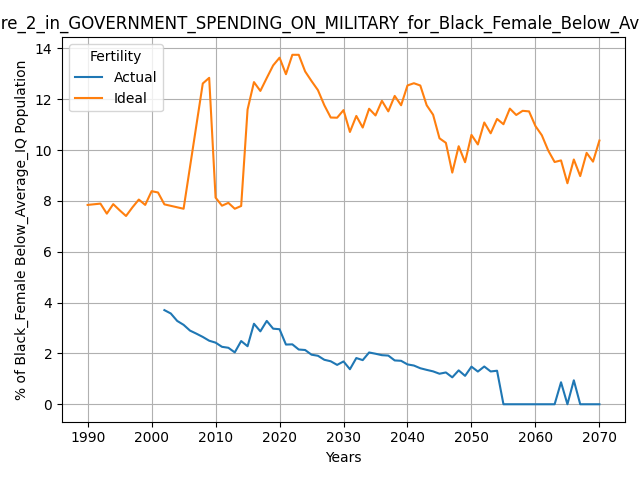 re_2_in_GOVERNMENT_SPENDING_ON_MILITARY_for_Black_Female_Below_Av
Fertility
Actual
Ideal
% of Black_Female Below_Average_IQ Population
14
12
10
8
6
4
2
0
1990 2000 2010 2020 2030 2040 2050 2060 2070
Years